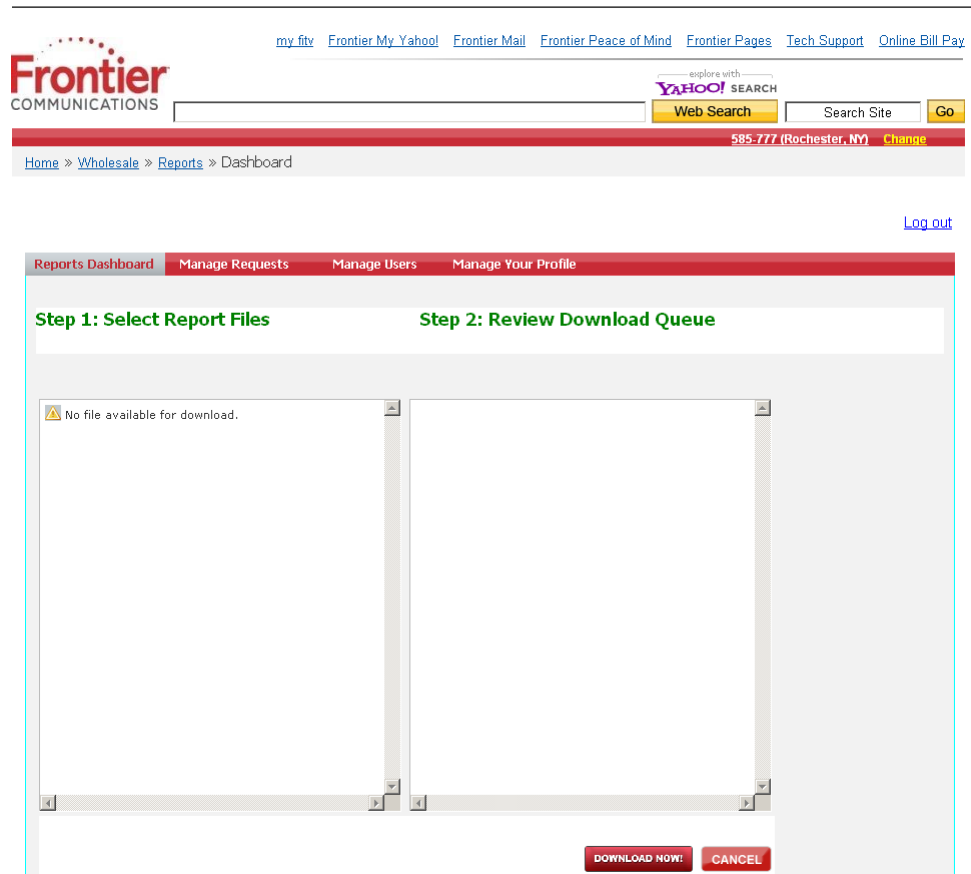 my fitv Frontier My Yahoo! Frontier Mail Frontier Peace of Mind Frontier Pages Tech Support Online Bill Pay
Frontier
COMMUNICATIONS
explore with
YAHOO! SEARCH
Web Search Search Site Go
585-777 (Rochester, NY) Change
Home » Wholesale » Reports » Dashboard
Log out
Reports Dashboard Manage Requests Manage Users Manage Your Profile
Step 1: Select Report Files Step 2: Review Download Queue
No file available for download.
DOWNLOAD NOW! CANCEL